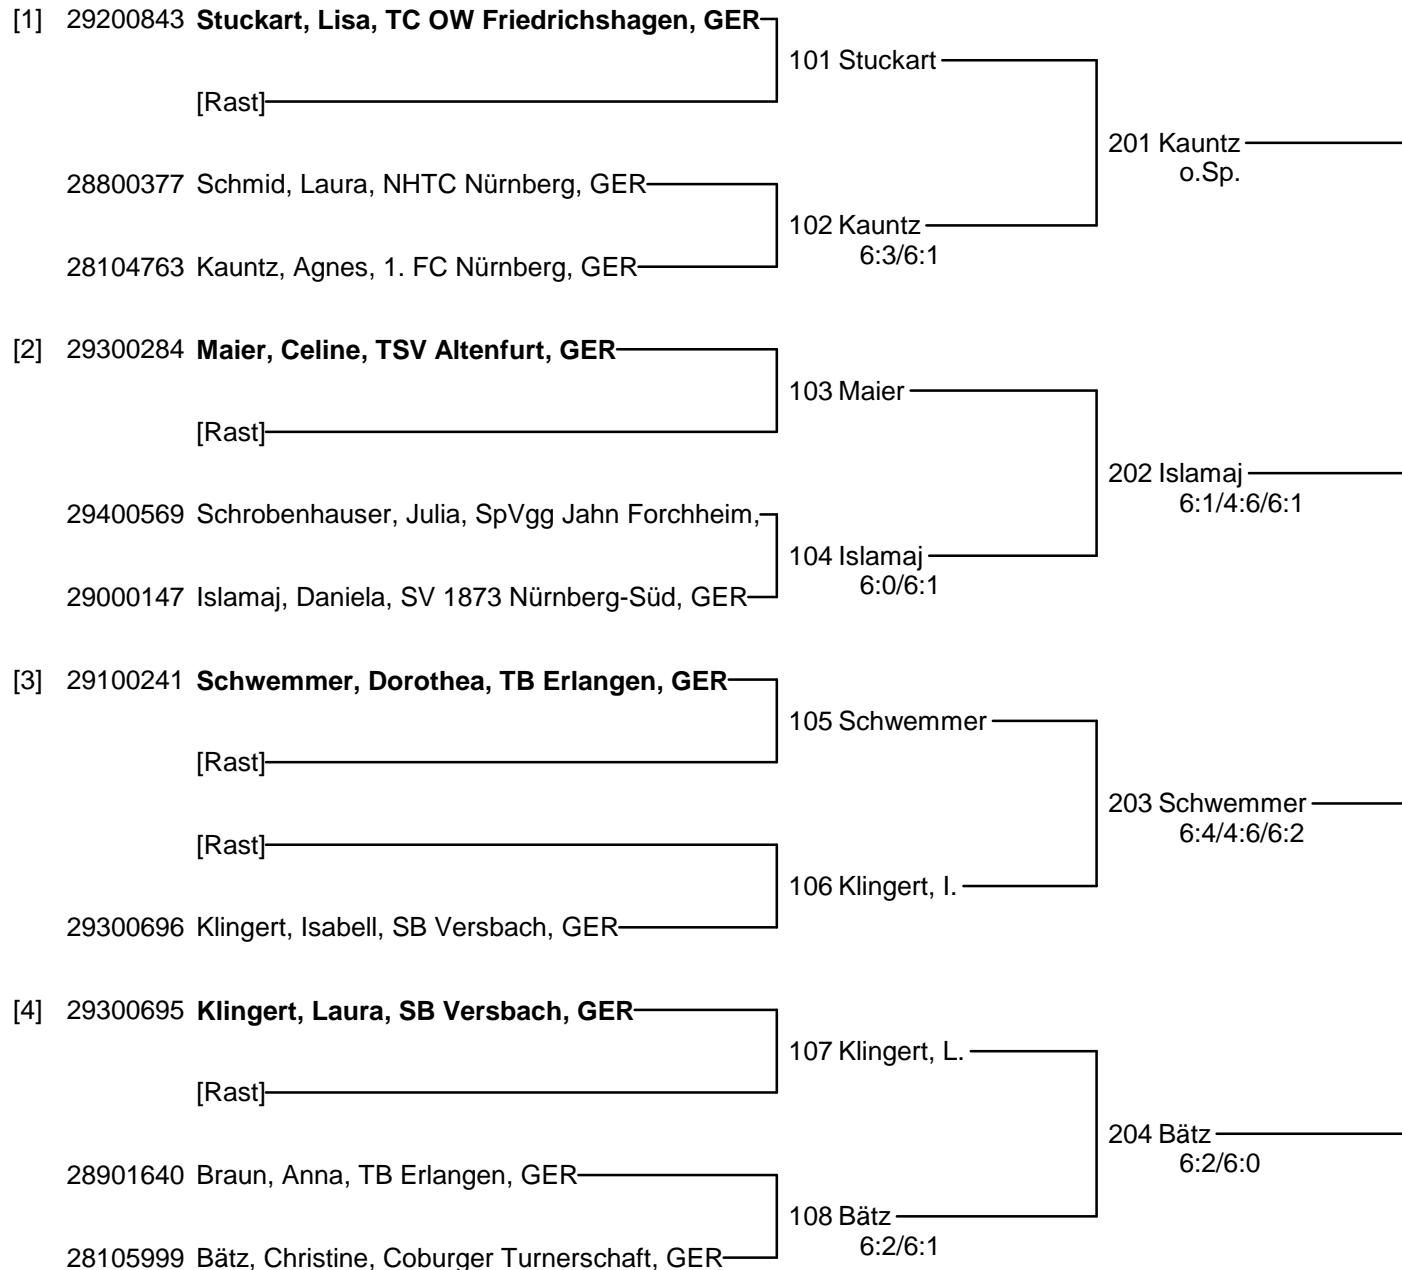 [1] 29200843 Stuckart, Lisa, TC OW Friedrichshagen, GER
101 Stuckart
[Rast]
201 Kauntz
o.Sp.
28800377 Schmid, Laura, NHTC Nürnberg, GER
102 Kauntz
6:3/6:1
28104763 Kauntz, Agnes, 1. FC Nürnberg, GER
[2] 29300284 Maier, Celine, TSV Altenfurt, GER
103 Maier
[Rast]
202 Islamaj
6:1/4:6/6:1
29400569 Schrobenhauser, Julia, SpVgg Jahn Forchheim,
104 Islamaj
6:0/6:1
29000147 Islamaj, Daniela, SV 1873 Nürnberg-Süd, GER
[3] 29100241 Schwemmer, Dorothea, TB Erlangen, GER
105 Schwemmer
[Rast]
203 Schwemmer
6:4/4:6/6:2
[Rast]
106 Klingert, I.
29300696 Klingert, Isabell, SB Versbach, GER
[4] 29300695 Klingert, Laura, SB Versbach, GER
107 Klingert, L.
[Rast]
204 Bätz
6:2/6:0
28901640 Braun, Anna, TB Erlangen, GER
108 Bätz
6:2/6:1
28105999 Bätz, Christine, Coburger Turnerschaft, GER